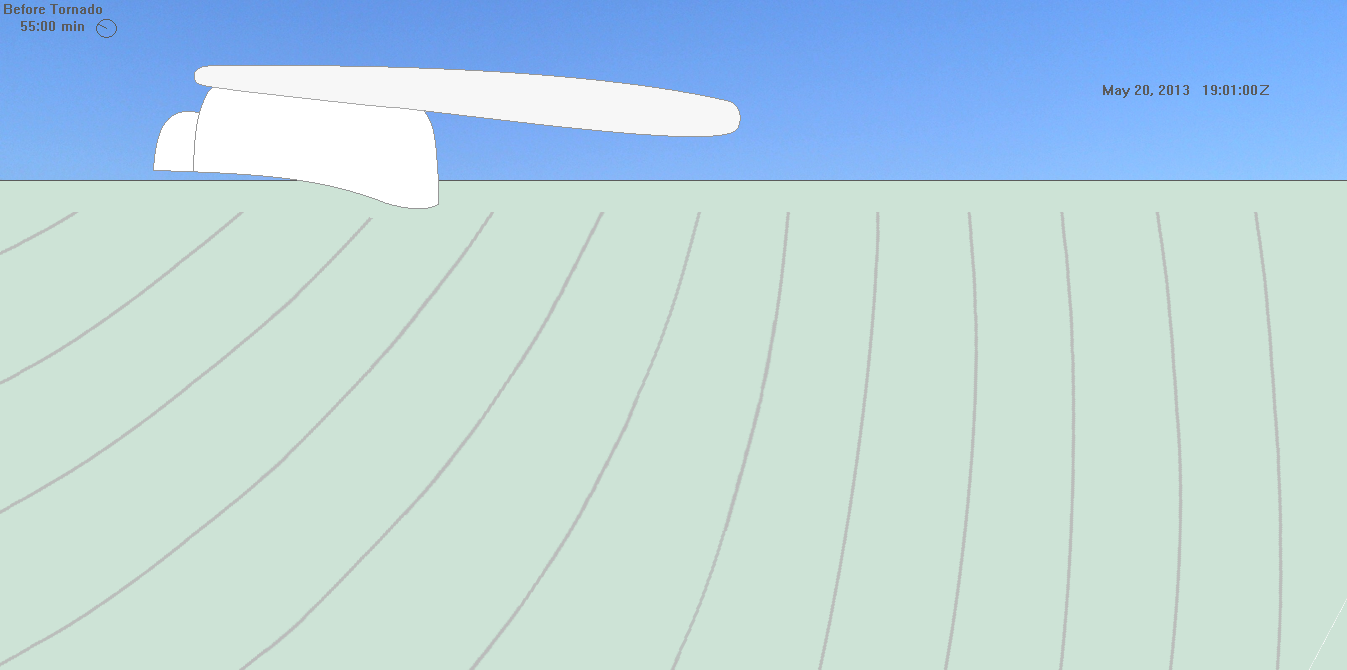 Before Tornado
55:00 min
May 20, 2013 19:01:00Z